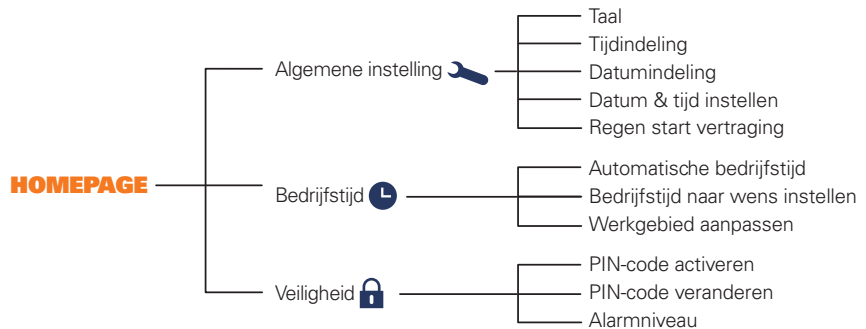 HOMEPAGE
Algemene instelling
Taal
Tijdindeling
Datumindeling
Datum & tijd instellen
Regen start vertraging
Bedrijfstijd
Automatische bedrijfstijd
Bedrijfstijd naar wens instellen
Werkgebied aanpassen
Veiligheid
PIN-code activeren
PIN-code veranderen
Alarmniveau